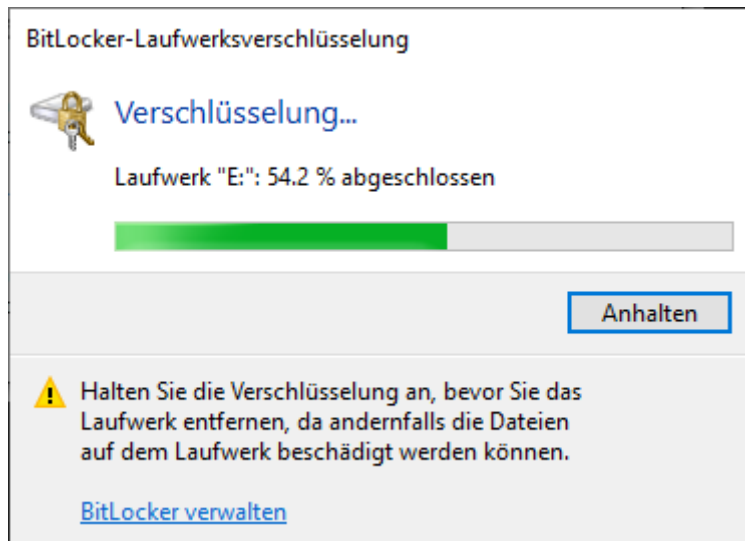 BitLocker-Laufwerksverschlüsselung
Verschlüsselung...
Laufwerk "E:": 54.2 % abgeschlossen
Anhalten
Halten Sie die Verschlüsselung an, bevor Sie das
Laufwerk entfernen, da andernfalls die Dateien
auf dem Laufwerk beschädigt werden können.
BitLocker verwalten